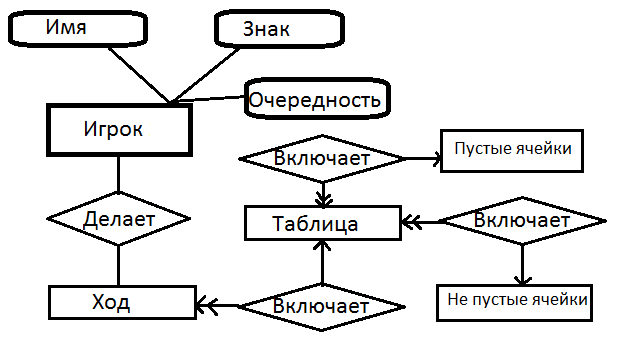 Имя
Знак
Очередность
Игрок
Включает
Пустые ячейки
Делает
Таблица
Включает
Ход
Включает
Не пустые ячейки